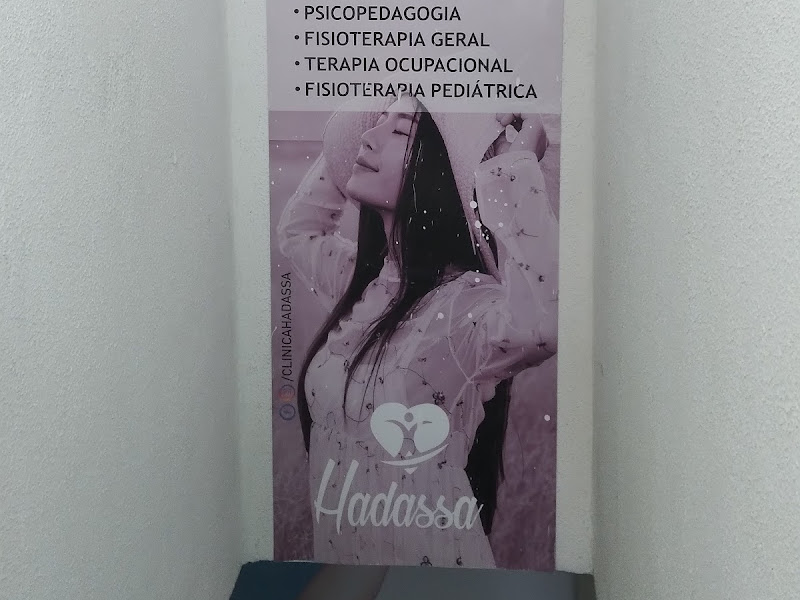 • PSICOPEDAGOGIA
• FISIOTERAPIA GERAL
• TERAPIA OCUPACIONAL
• FISIOTERAPIA PEDIÁTRICA
/CLINICAHADASSA
Hadassa